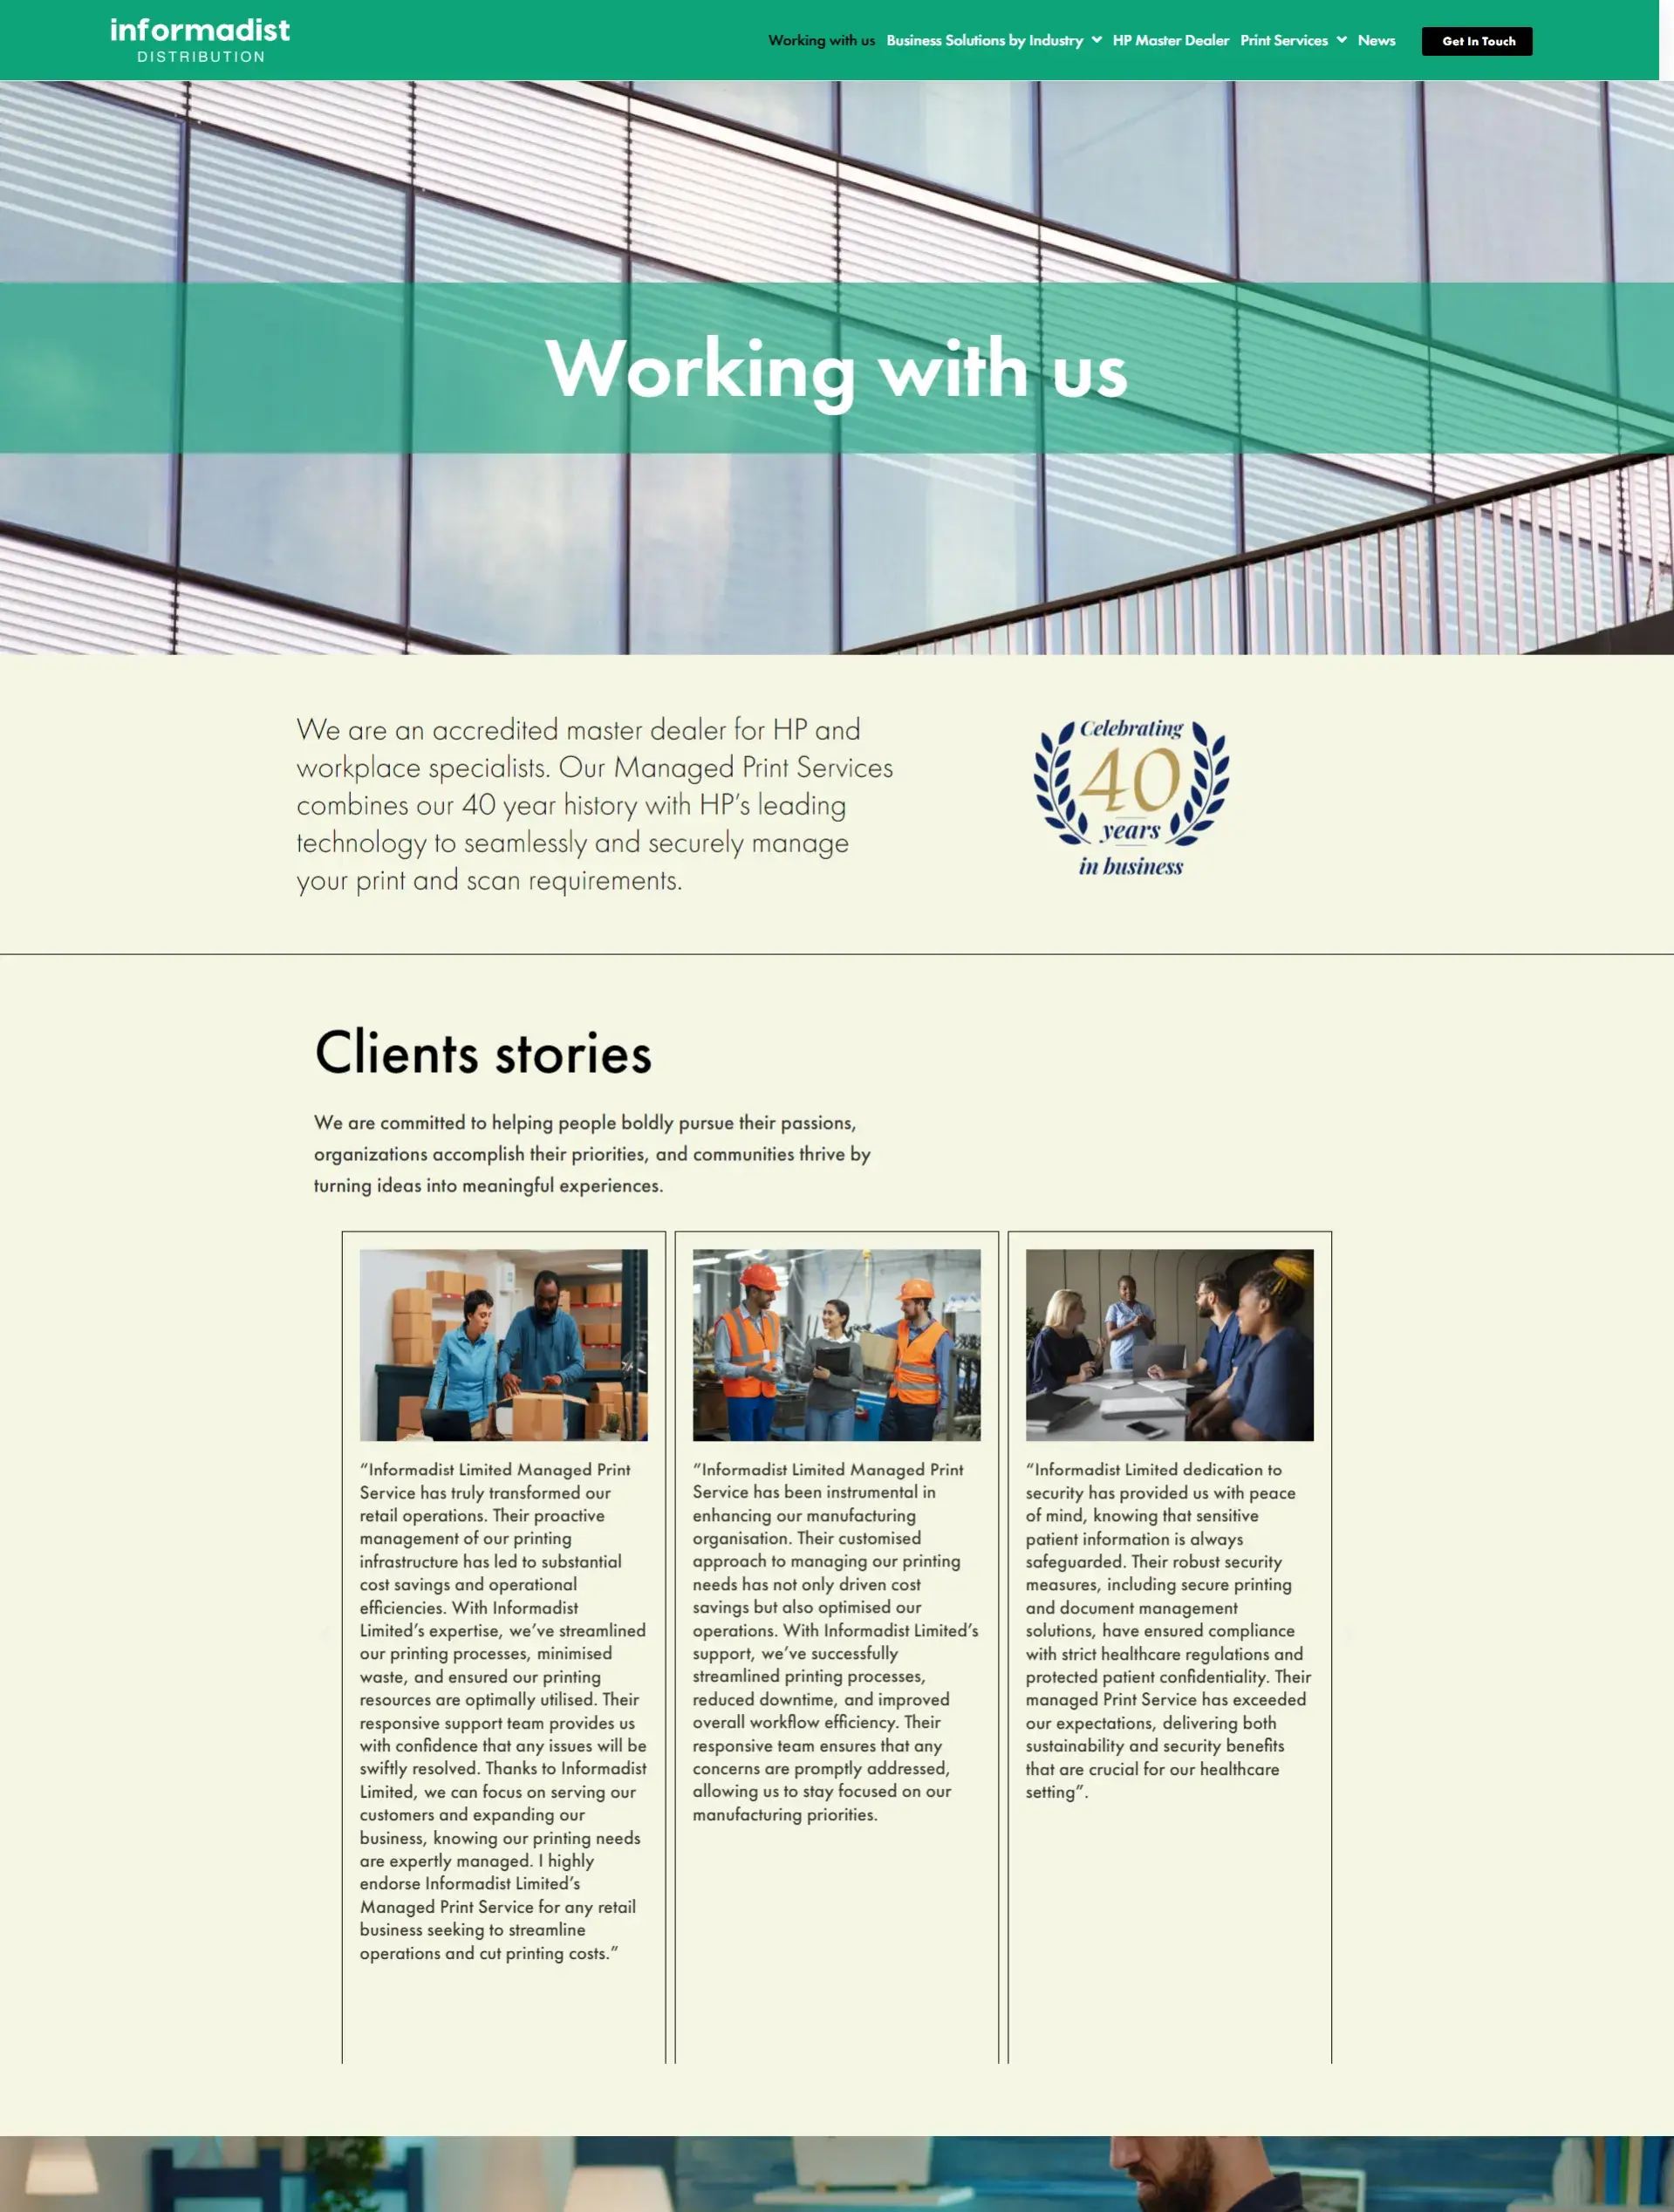 informadist
DISTRIBUTION
Working with us
Business Solutions by Industry
HP Master Dealer
Print Services
News
Get In Touch
Working with us
We are an accredited master dealer for HP and
workplace specialists. Our Managed Print Services
combines our 40 year history with HP’s leading
technology to seamlessly and securely manage
your print and scan requirements.
Celebrating
40
years
in business
Clients stories
We are committed to helping people boldly pursue their passions,
organizations accomplish their priorities, and communities thrive by
turning ideas into meaningful experiences.
“Informadist Limited Managed Print
Service has truly transformed our
retail operations. Their proactive
management of our printing
infrastructure has led to substantial
cost savings and operational
efficiencies. With Informadist
Limited’s expertise, we’ve streamlined
our printing processes, minimised
waste, and ensured our printing
resources are optimally utilised. Their
responsive support team provides us
with confidence that any issues will be
swiftly resolved. Thanks to Informadist
Limited, we can focus on serving our
customers and expanding our
business, knowing our printing needs
are expertly managed. I highly
endorse Informadist Limited’s
Managed Print Service for any retail
business seeking to streamline
operations and cut printing costs.”
“Informadist Limited Managed Print
Service has been instrumental in
enhancing our manufacturing
organisation. Their customised
approach to managing our printing
needs has not only driven cost
savings but also optimised our
operations. With Informadist Limited’s
support, we’ve successfully
streamlined printing processes,
reduced downtime, and improved
overall workflow efficiency. Their
responsive team ensures that any
concerns are promptly addressed,
allowing us to stay focused on our
manufacturing priorities.
“Informadist Limited dedication to
security has provided us with peace
of mind, knowing that sensitive
patient information is always
safeguarded. Their robust security
measures, including secure printing
and document management
solutions, have ensured compliance
with strict healthcare regulations and
protected patient confidentiality. Their
managed Print Service has exceeded
our expectations, delivering both
sustainability and security benefits
that are crucial for our healthcare
setting”.